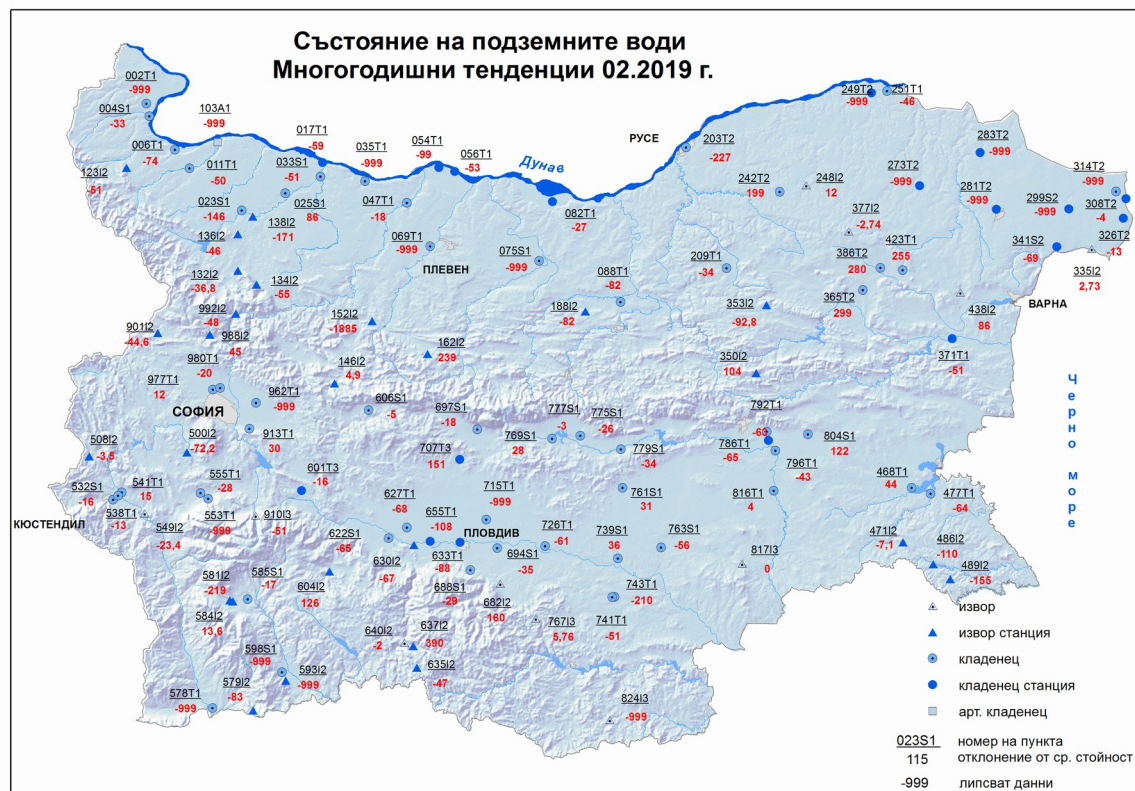 Състояние на подземните води
Многогодишни тенденции 02.2019 г.
002T1
-999
004S1
-33
103A1
-999
006T1
-74
011T1
-50
123I2
-51
017T1
-59
033S1
-51
035T1
-999
054T1
-99
056T1
-53
Дунав
РУСЕ
203T2
-227
249T2
-999
251T1
-46
283T2
-999
314T2
-999
023S1
-146
025S1
86
138I2
-171
136I2
-46
047T1
-18
082T1
-27
242T2
199
248I2
12
273T2
-999
281T2
-999
299S2
-999
308T2
-4
326T2
-13
377I2
-2,74
341S2
-69
335I2
2,73
069T1
-999
ПЛЕВЕН
075S1
-999
088T1
-82
209T1
-34
386T2
280
423T1
255
365T2
299
ВАРНА
132I2
-36,8
134I2
-55
992I2
-48
988I2
45
901I2
-44,6
152I2
-1885
188I2
-82
353I2
-92,8
438I2
86
371T1
-51
162I2
239
146I2
4,9
350I2
104
980T1
-20
977T1
12
962T1
-999
СОФИЯ
606S1
-5
697S1
-18
777S1
-3
775S1
-26
769S1
28
779S1
-34
792T1
-63
786T1
-65
804S1
122
796T1
-43
Черно море
508I2
-3,5
500I2
-72,2
913T1
30
707T3
151
601T3
-16
532S1
-16
541T1
15
538T1
-13
555T1
-28
553T1
-999
КЮСТЕНДИЛ
549I2
-23,4
910I3
-51
627T1
-68
622S1
-65
655T1
-108
715T1
-999
ПЛОВДИВ
633T1
-88
630I2
-67
694S1
-35
726T1
-61
761S1
31
739S1
36
763S1
-56
816T1
4
468T1
44
477T1
-64
471I2
-7,1
486I2
-110
489I2
-155
817I3
0
581I2
-219
585S1
-17
584I2
13,6
604I2
126
688S1
-29
682I2
160
743T1
-210
741T1
-51
767I3
5,76
640I2
-2
637I2
390
635I2
-47
598S1
-999
593I2
-999
579I2
-83
578T1
-999
824I3
-999
извор
извор станция
кладенец
кладенец станция
арт. кладенец
023S1 номер на пункта
115 отклонение от ср. стойност
-999 липсват данни